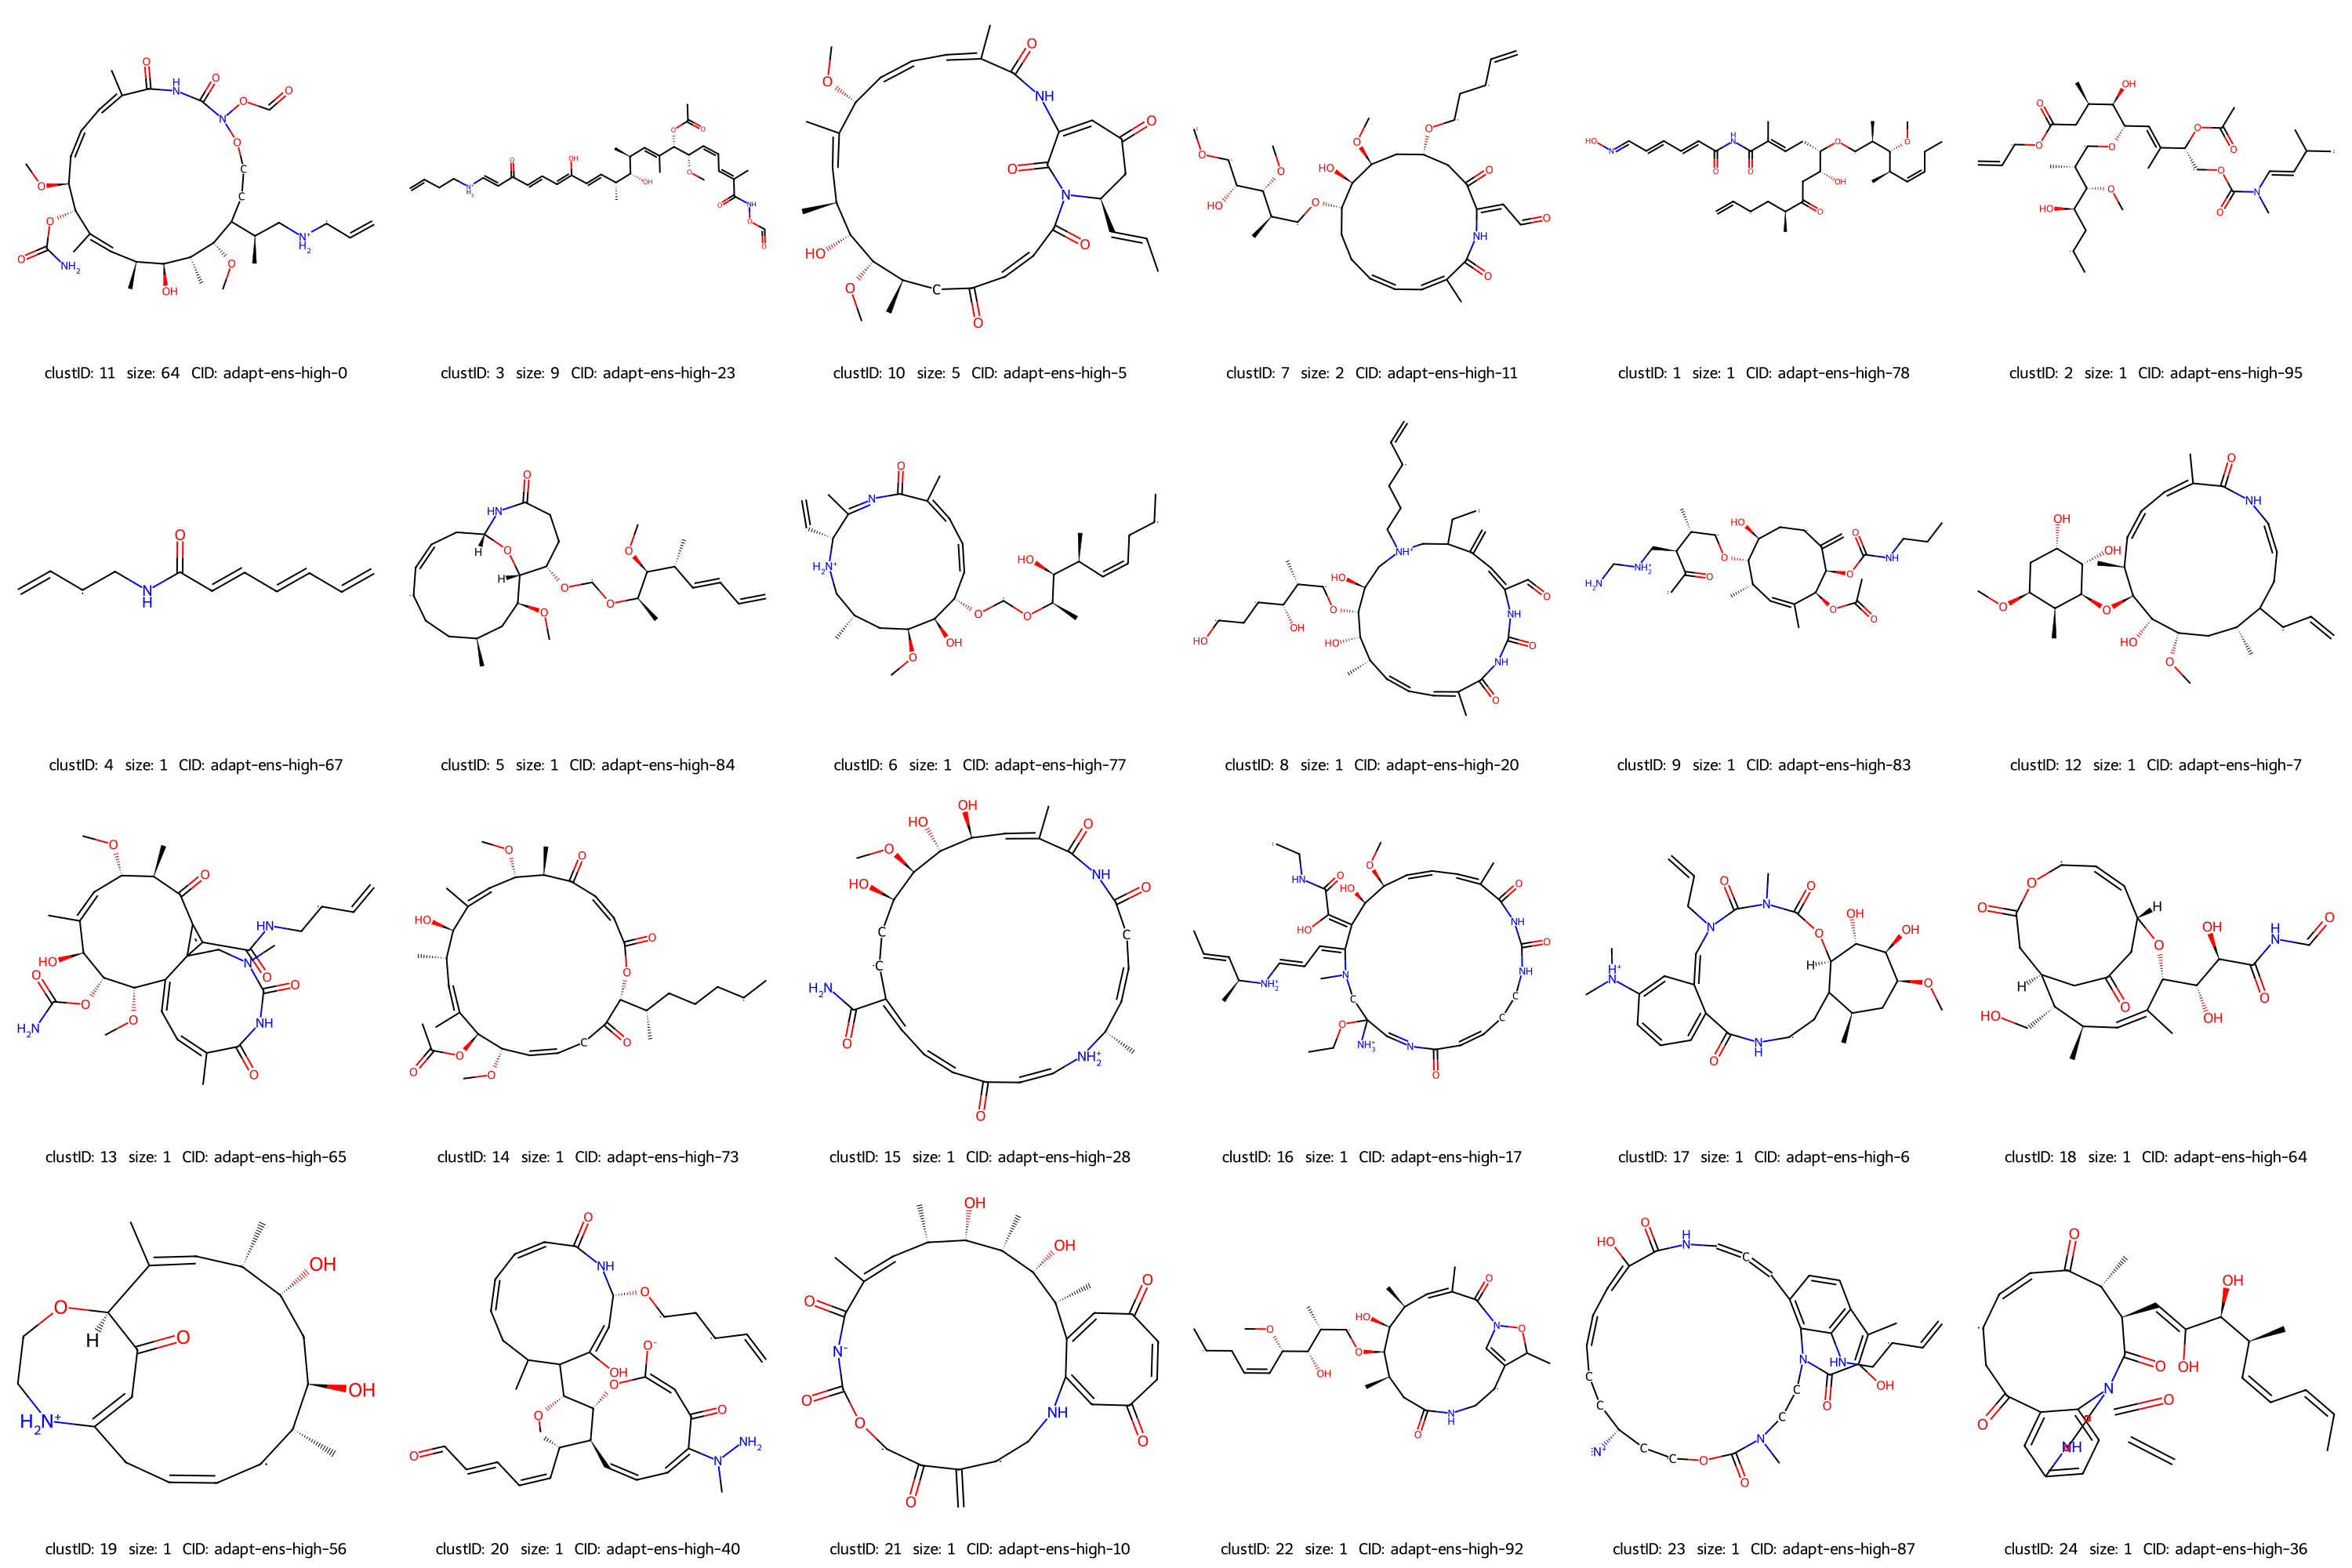 clustID: 11 size: 64 CID: adapt-ens-high-0
clustID: 3 size: 9 CID: adapt-ens-high-23
clustID: 10 size: 5 CID: adapt-ens-high-5
clustID: 7 size: 2 CID: adapt-ens-high-11
clustID: 1 size: 1 CID: adapt-ens-high-78
clustID: 2 size: 1 CID: adapt-ens-high-95
clustID: 4 size: 1 CID: adapt-ens-high-67
clustID: 5 size: 1 CID: adapt-ens-high-84
clustID: 6 size: 1 CID: adapt-ens-high-77
clustID: 8 size: 1 CID: adapt-ens-high-20
clustID: 9 size: 1 CID: adapt-ens-high-83
clustID: 12 size: 1 CID: adapt-ens-high-7
clustID: 13 size: 1 CID: adapt-ens-high-65
clustID: 14 size: 1 CID: adapt-ens-high-73
clustID: 15 size: 1 CID: adapt-ens-high-28
clustID: 16 size: 1 CID: adapt-ens-high-17
clustID: 17 size: 1 CID: adapt-ens-high-6
clustID: 18 size: 1 CID: adapt-ens-high-64
clustID: 19 size: 1 CID: adapt-ens-high-56
clustID: 20 size: 1 CID: adapt-ens-high-40
clustID: 21 size: 1 CID: adapt-ens-high-10
clustID: 22 size: 1 CID: adapt-ens-high-92
clustID: 23 size: 1 CID: adapt-ens-high-87
clustID: 24 size: 1 CID: adapt-ens-high-36